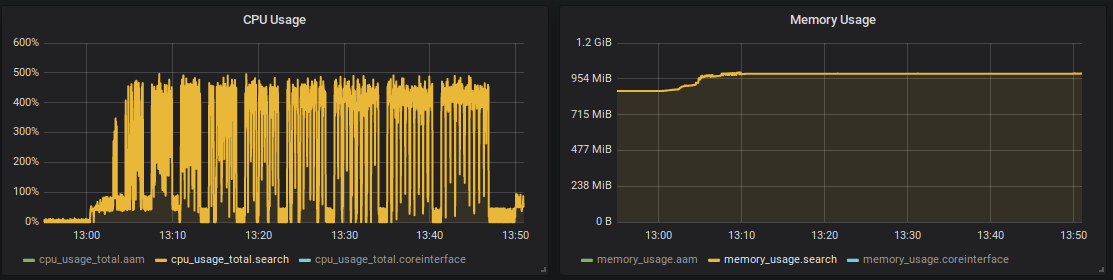 CPU Usage
600%
500%
400%
300%
200%
100%
0%
13:00 13:10 13:20 13:30 13:40 13:50
cpu_usage_total.aam cpu_usage_total.search cpu_usage_total.coreinterface
Memory Usage
1.2 GiB
954 MiB
715 MiB
477 MiB
238 MiB
0 B
13:00 13:10 13:20 13:30 13:40 13:50
memory_usage.aam memory_usage.search memory_usage.coreinterface